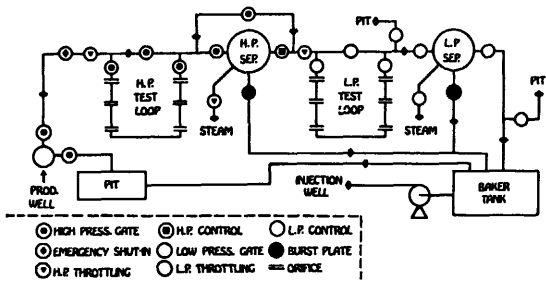 PIT
H.P.
SEP.
L.P
SEP.
PIT
H.P.
TEST
LOOP
L.P.
TEST
LOOP
STEAM
STEAM
PROD.
WELL
PIT
INJECTION
WELL
BAKER
TANK
HIGH PRESS. GATE
H.P. CONTROL
L.P. CONTROL
EMERGENCY SHUT-IN
LOW PRESS. GATE
BURST PLATE
H.P. THROTTLING
L.P. THROTTLING
ORIFICE